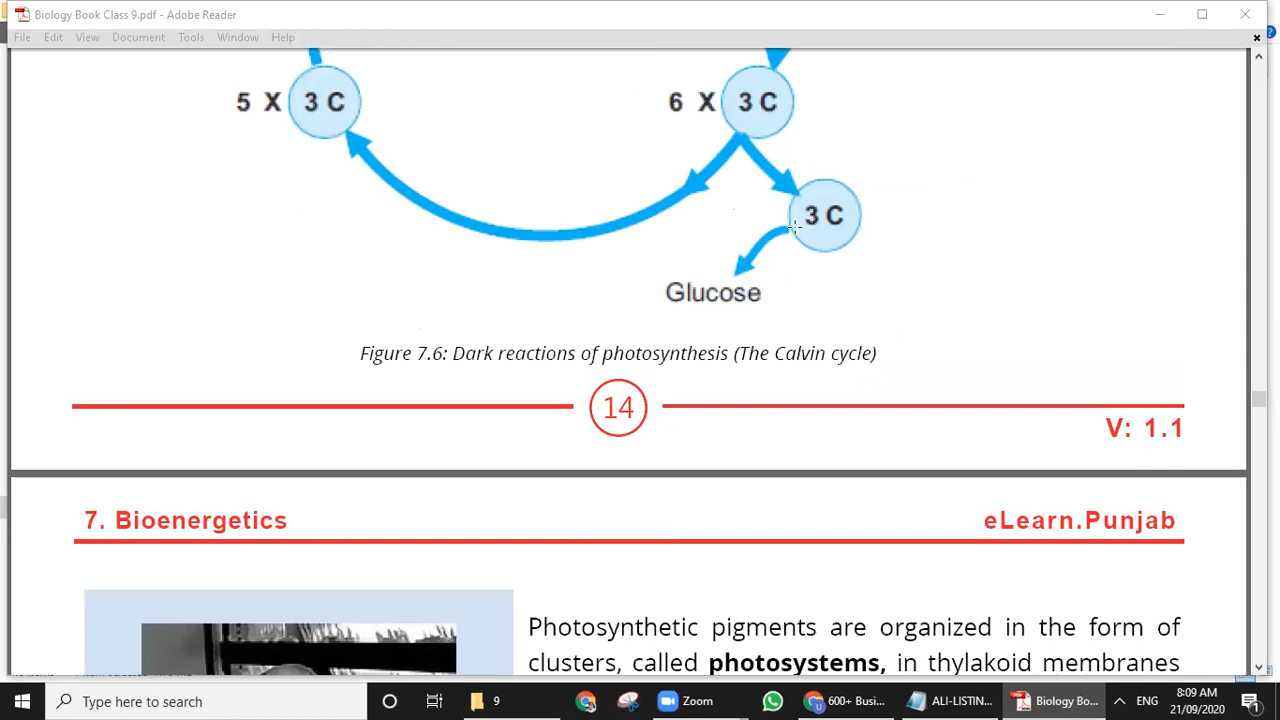 Biology Book Class 9.pdf - Adobe Reader
File Edit View Document Tools Window Help
5 X 3 C
6 X 3 C
3 C
Glucose
Figure 7.6: Dark reactions of photosynthesis (The Calvin cycle)
14
V: 1.1
7. Bioenergetics
eLearn.Punjab
Photosynthetic pigments are organized in the form of
clusters, called photosystems, in thylakoid membranes
Type here to search
9
Zoom
600+ Busi...
ALI-LISTIN...
Biology Bo...
ENG
8:09 AM
21/09/2020